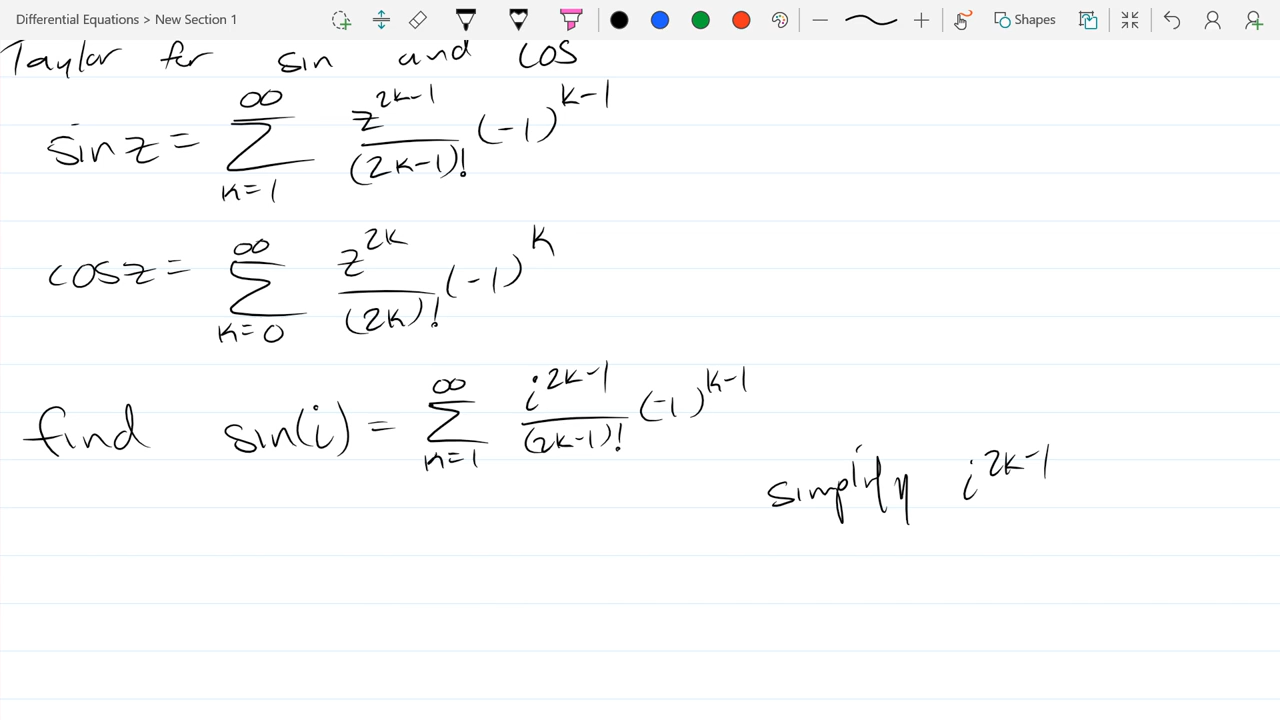 Differential Equations > New Section 1
Shapes
Taylor for sin and cos
sin z = ∑_{k=1}^{∞} z^{2k-1}/(2k-1)! (-1)^{k-1}
cos z = ∑_{k=0}^{∞} z^{2k}/(2k)! (-1)^k
find sin(i) = ∑_{k=1}^{∞} i^{2k-1}/(2k-1)! (-1)^{k-1}
simplify i^{2k-1}